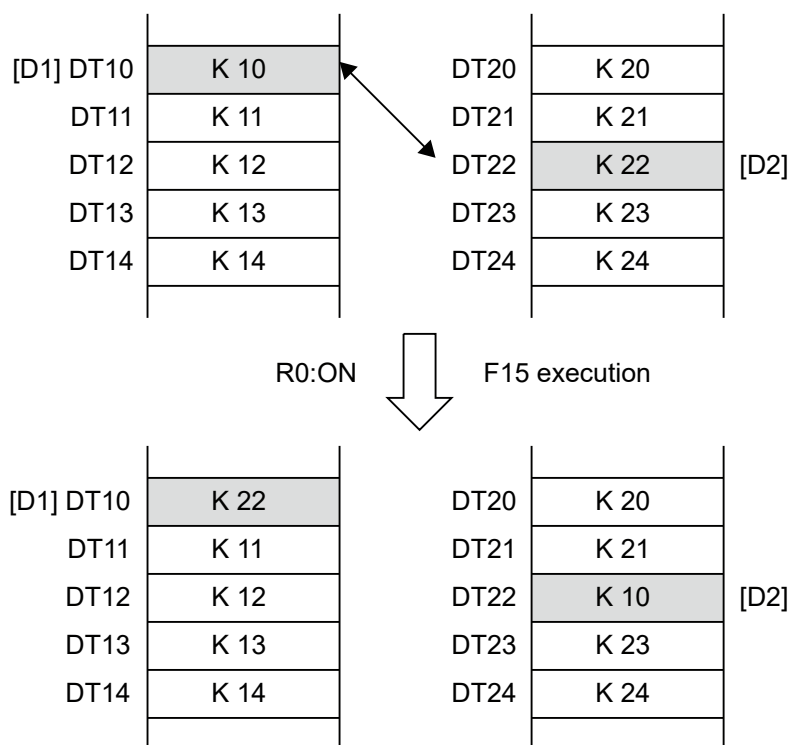 [D1] DT10 K 10 DT20 K 20
DT11 K 11 DT21 K 21
DT12 K 12 DT22 K 22 [D2]
DT13 K 13 DT23 K 23
DT14 K 14 DT24 K 24
R0:ON F15 execution
[D1] DT10 K 22 DT20 K 20
DT11 K 11 DT21 K 21
DT12 K 12 DT22 K 10 [D2]
DT13 K 13 DT23 K 23
DT14 K 14 DT24 K 24